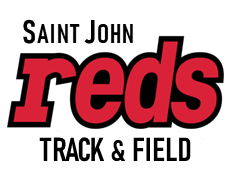 SAINT JOHN
reds
TRACK & FIELD